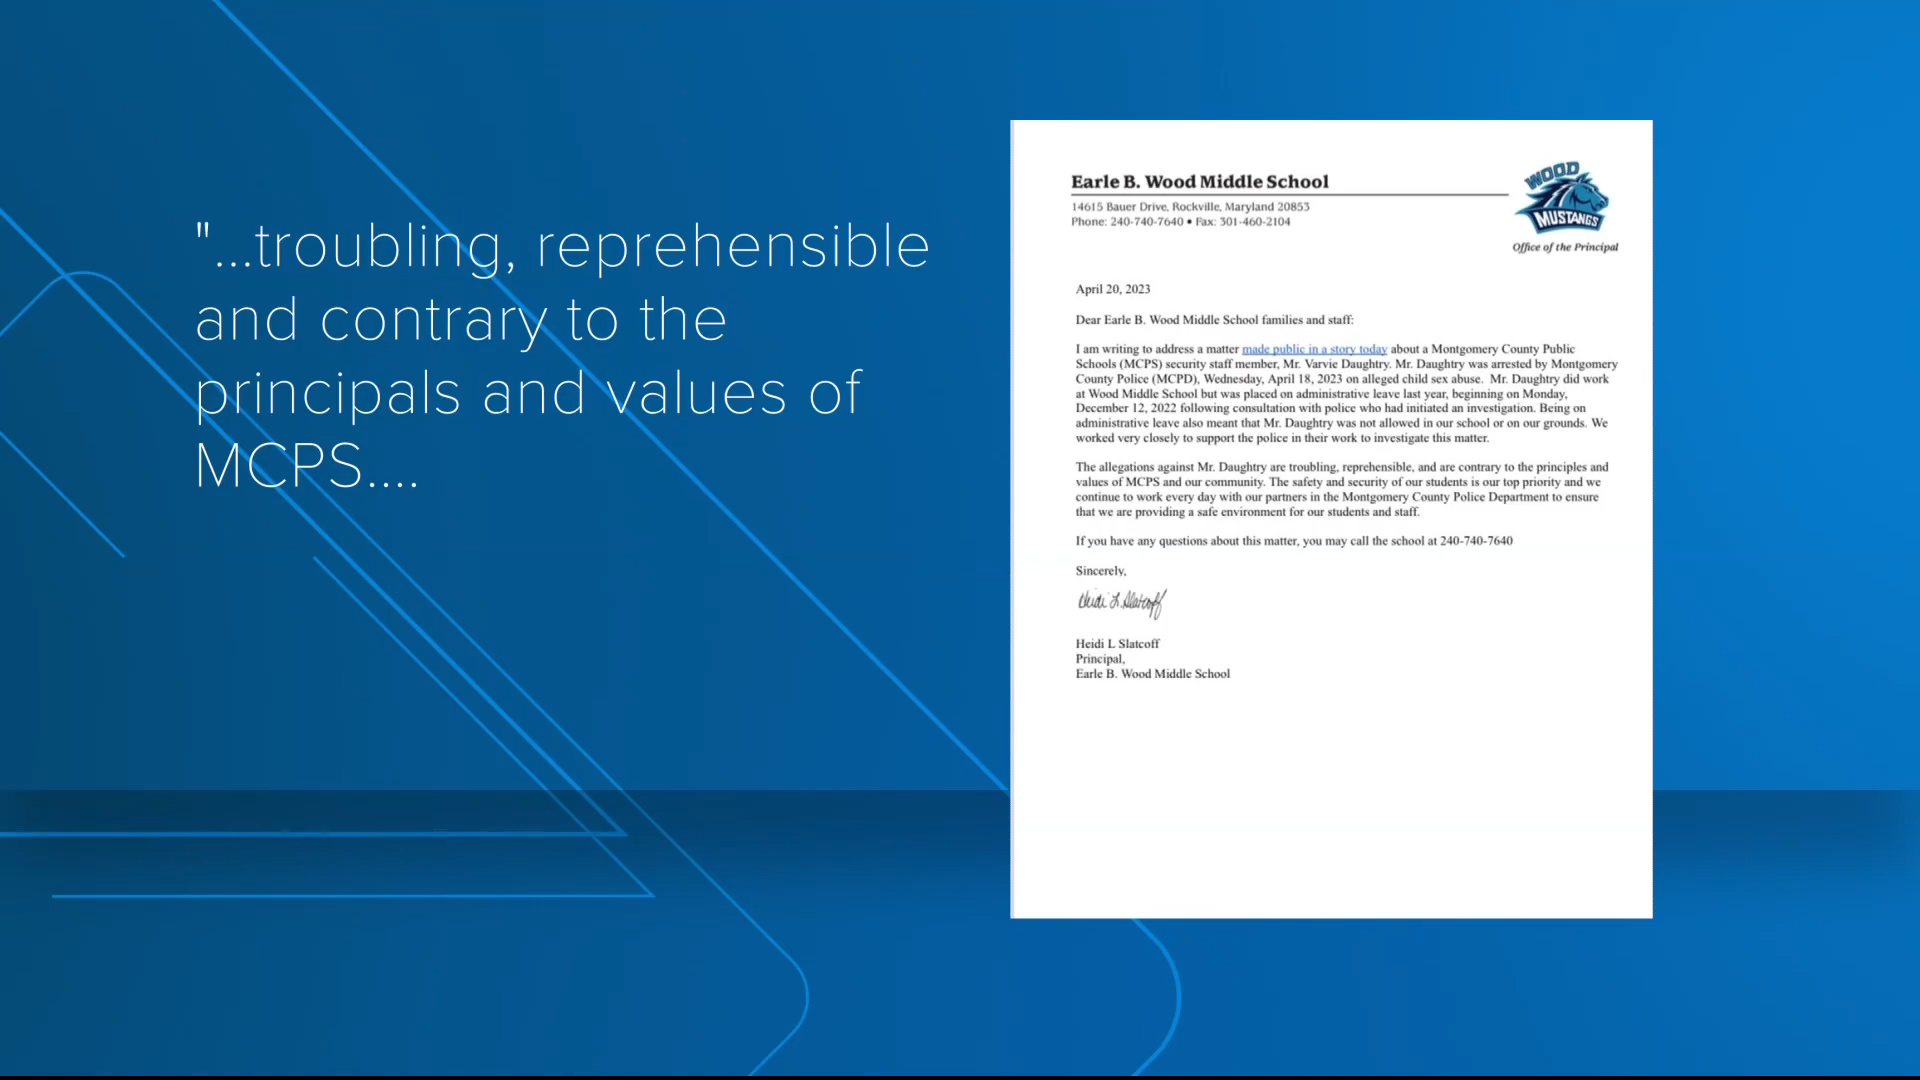 "...troubling, reprehensible
and contrary to the
principals and values of
MCPS....
Earle B. Wood Middle School
14615 Bauer Drive, Rockville, Maryland 20853
Phone: 240-740-7640 • Fax: 301-460-2104
WOOD
MUSTANGS
Office of the Principal
April 20, 2023
Dear Earle B. Wood Middle School families and staff:
I am writing to address a matter made public in a story today about a Montgomery County Public
Schools (MCPS) security staff member, Mr. Varvie Daughtry. Mr. Daughtry was arrested by Montgomery
County Police (MCPD), Wednesday, April 18, 2023 on alleged child sex abuse. Mr. Daughtry did work
at Wood Middle School but was placed on administrative leave last year, beginning on Monday,
December 12, 2022 following consultation with police who had initiated an investigation. Being on
administrative leave also meant that Mr. Daughtry was not allowed in our school or on our grounds. We
worked very closely to support the police in their work to investigate this matter.
The allegations against Mr. Daughtry are troubling, reprehensible, and are contrary to the principles and
values of MCPS and our community. The safety and security of our students is our top priority and we
continue to work every day with our partners in the Montgomery County Police Department to ensure
that we are providing a safe environment for our students and staff.
If you have any questions about this matter, you may call the school at 240-740-7640
Sincerely,
Heidi L. Slatcoff
Heidi L Slatcoff
Principal,
Earle B. Wood Middle School